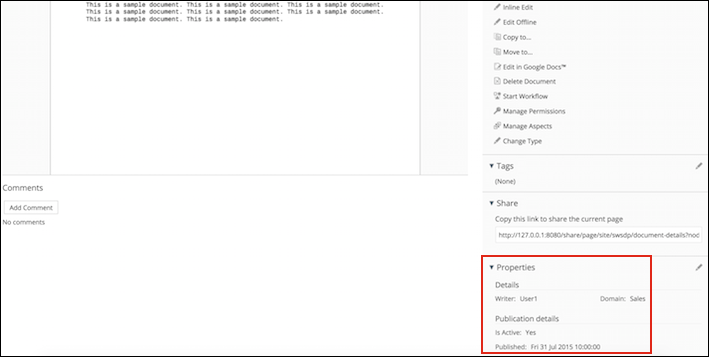 This is a sample document. This is a sample document. This is a sample document.
This is a sample document. This is a sample document. This is a sample document.
This is a sample document. This is a sample document.
Comments
Add Comment
No comments
Inline Edit
Edit Offline
Copy to...
Move to...
Edit in Google Docs™
Delete Document
Start Workflow
Manage Permissions
Manage Aspects
Change Type
Tags
(None)
Share
Copy this link to share the current page
http://127.0.0.1:8080/share/page/site/swsdp/document-details?nod
Properties
Details
Writer: User1 Domain: Sales
Publication details
Is Active: Yes
Published: Fri 31 Jul 2015 10:00:00